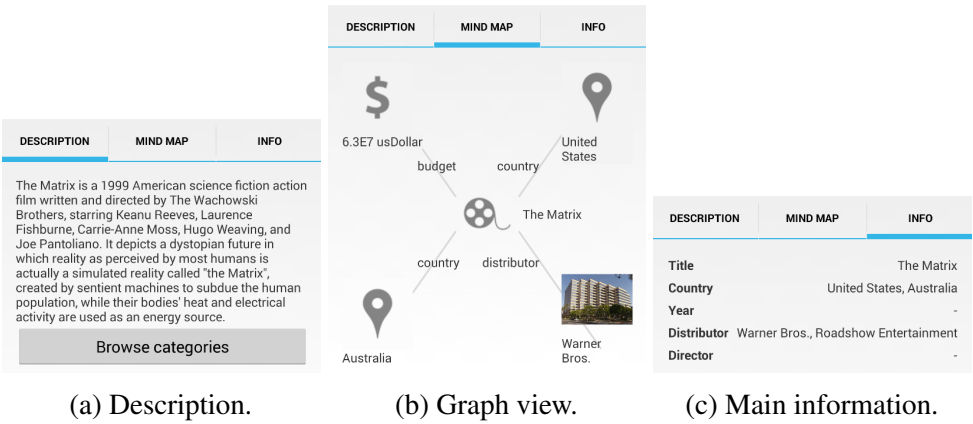 DESCRIPTION MIND MAP INFO
The Matrix is a 1999 American science fiction action
film written and directed by The Wachowski
Brothers, starring Keanu Reeves, Laurence
Fishburne, Carrie-Anne Moss, Hugo Weaving, and
Joe Pantoliano. It depicts a dystopian future in
which reality as perceived by most humans is
actually a simulated reality called "the Matrix",
created by sentient machines to subdue the human
population, while their bodies' heat and electrical
activity are used as an energy source.
Browse categories
(a) Description.
DESCRIPTION MIND MAP INFO
$
6.3E7 usDollar
United
States
budget country
The Matrix
country distributor
Australia
Warner
Bros.
(b) Graph view.
DESCRIPTION MIND MAP INFO
Title The Matrix
Country United States, Australia
Year -
Distributor Warner Bros., Roadshow Entertainment
Director -
(c) Main information.